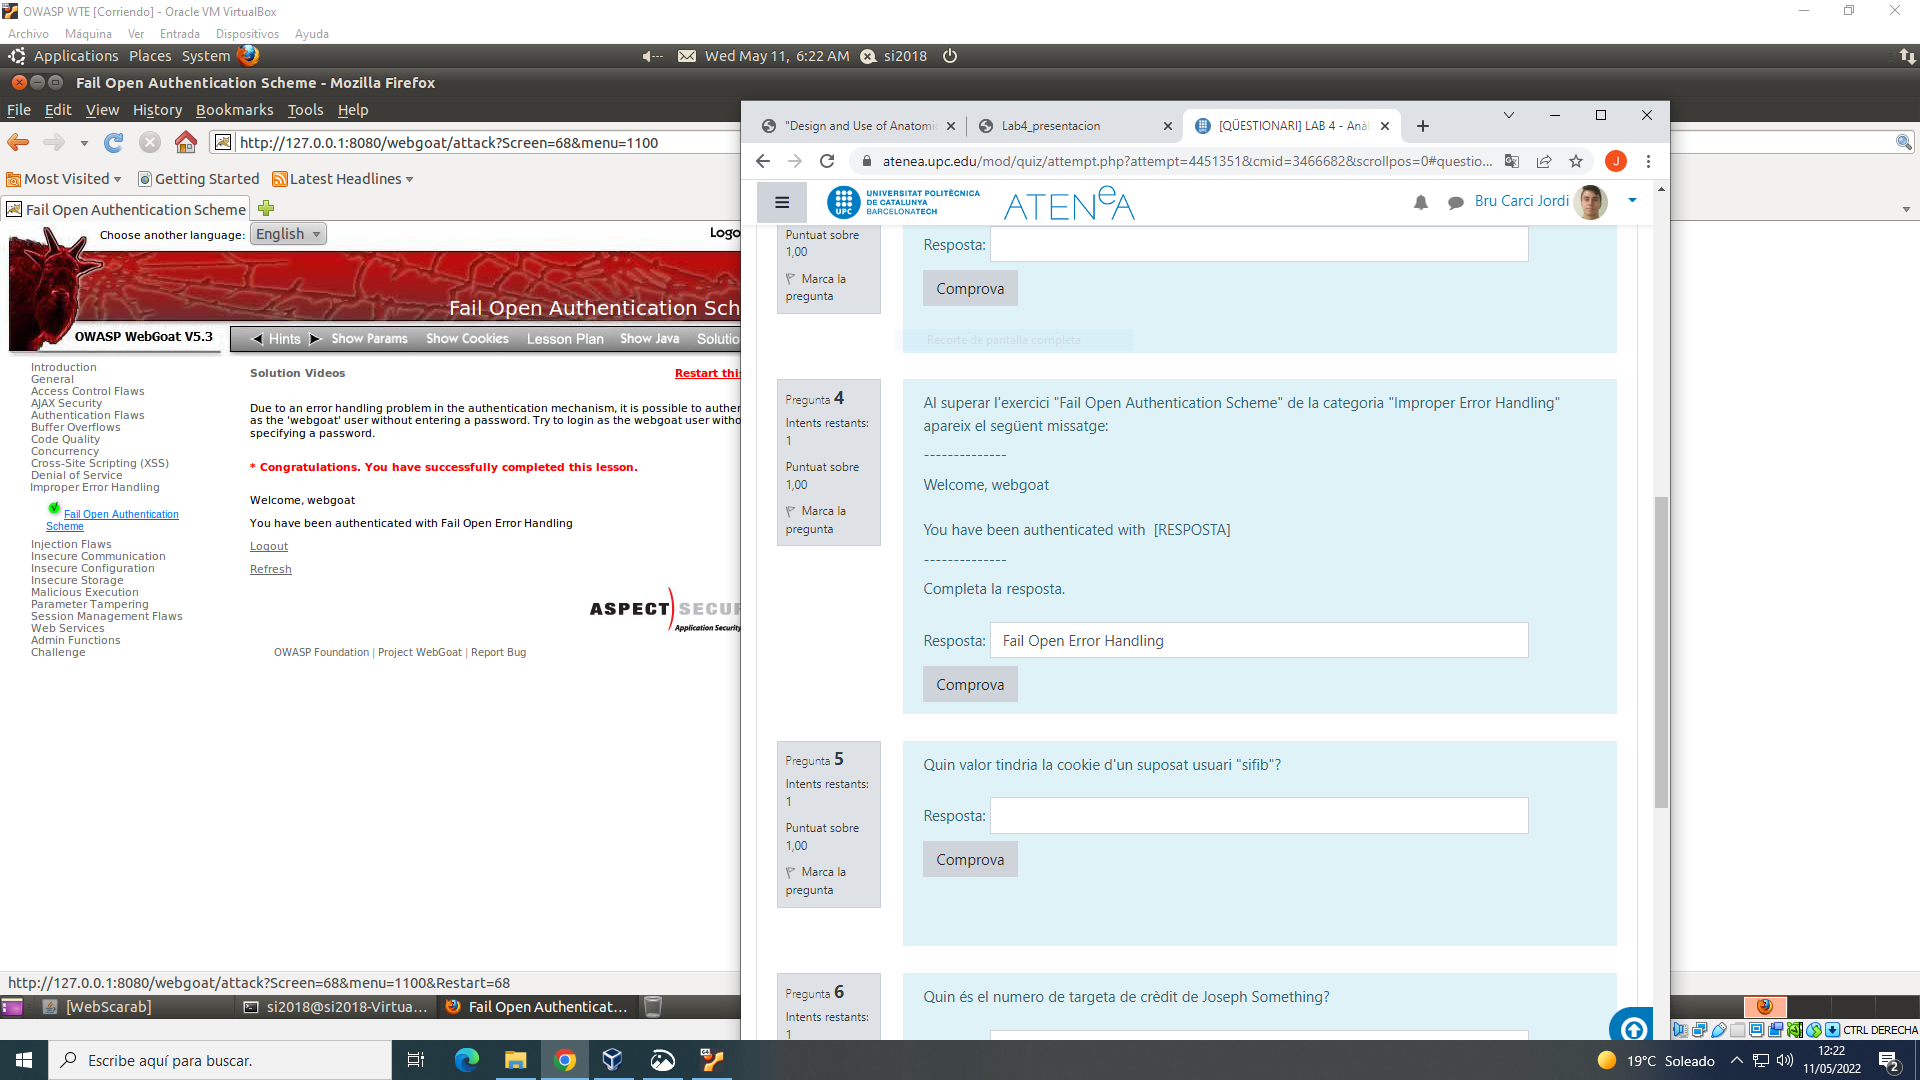 OWASP WTE [Corriendo] - Oracle VM VirtualBox
Archivo Máquina Ver Entrada Dispositivos Ayuda
Applications Places System
Wed May 11, 6:22 AM si2018
Fail Open Authentication Scheme - Mozilla Firefox
File Edit View History Bookmarks Tools Help
http://127.0.0.1:8080/webgoat/attack?Screen=68&menu=1100
Most Visited Getting Started Latest Headlines
Fail Open Authentication Scheme
Choose another language: English
Logo
Fail Open Authentication Sch
OWASP WebGoat V5.3
Hints Show Params Show Cookies Lesson Plan Show Java Solutio
Introduction
General
Access Control Flaws
AJAX Security
Authentication Flaws
Buffer Overflows
Code Quality
Concurrency
Cross-Site Scripting (XSS)
Denial of Service
Improper Error Handling
Fail Open Authentication
Scheme
Injection Flaws
Insecure Communication
Insecure Configuration
Insecure Storage
Malicious Execution
Parameter Tampering
Session Management Flaws
Web Services
Admin Functions
Challenge
Solution Videos
Restart this
Due to an error handling problem in the authentication mechanism, it is possible to auther
as the 'webgoat' user without entering a password. Try to login as the webgoat user witho
specifying a password.
* Congratulations. You have successfully completed this lesson.
Welcome, webgoat
You have been authenticated with Fail Open Error Handling
Logout
Refresh
ASPECT SECUR
Application Security
OWASP Foundation | Project WebGoat | Report Bug
http://127.0.0.1:8080/webgoat/attack?Screen=68&menu=1100&Restart=68
[WebScarab]
si2018@si2018-Virtua...
Fail Open Authenticat...
"Design and Use of Anatomic
Lab4_presentacion
[QÜESTIONARI] LAB 4 - Anàl
atenea.upc.edu/mod/quiz/attempt.php?attempt=4451351&cmid=3466682&scrollpos=0#questio...
J
UPC
UNIVERSITAT POLITÈCNICA
DE CATALUNYA
BARCELONATECH
ATENeA
Bru Carci Jordi
Puntuat sobre
1,00
Marca la
pregunta
Resposta:
Comprova
Recorte de pantalla completa
Pregunta 4
Intents restants:
1
Puntuat sobre
1,00
Marca la
pregunta
Al superar l'exercici "Fail Open Authentication Scheme" de la categoria "Improper Error Handling"
apareix el següent missatge:
--------------
Welcome, webgoat
You have been authenticated with [RESPOSTA]
--------------
Completa la resposta.
Resposta: Fail Open Error Handling
Comprova
Pregunta 5
Intents restants:
1
Puntuat sobre
1,00
Marca la
pregunta
Quin valor tindria la cookie d'un suposat usuari "sifib"?
Resposta:
Comprova
Pregunta 6
Intents restants:
1
Quin és el numero de targeta de crèdit de Joseph Something?
CTRL DERECHA
Escribe aquí para buscar.
19°C Soleado
12:22
11/05/2022
2